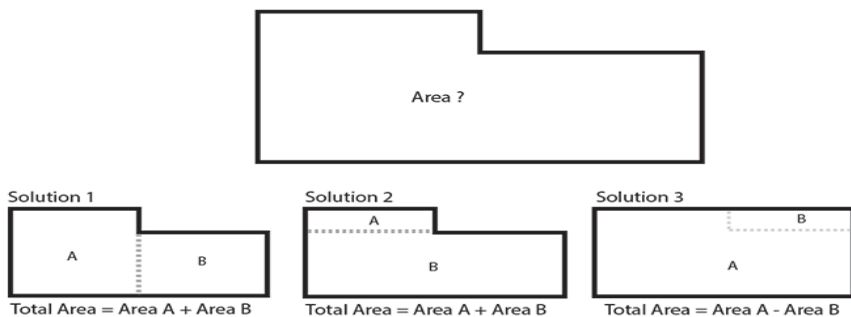 Area ?
Solution 1
A
B
Total Area = Area A + Area B
Solution 2
A
B
Total Area = Area A + Area B
Solution 3
B
A
Total Area = Area A - Area B